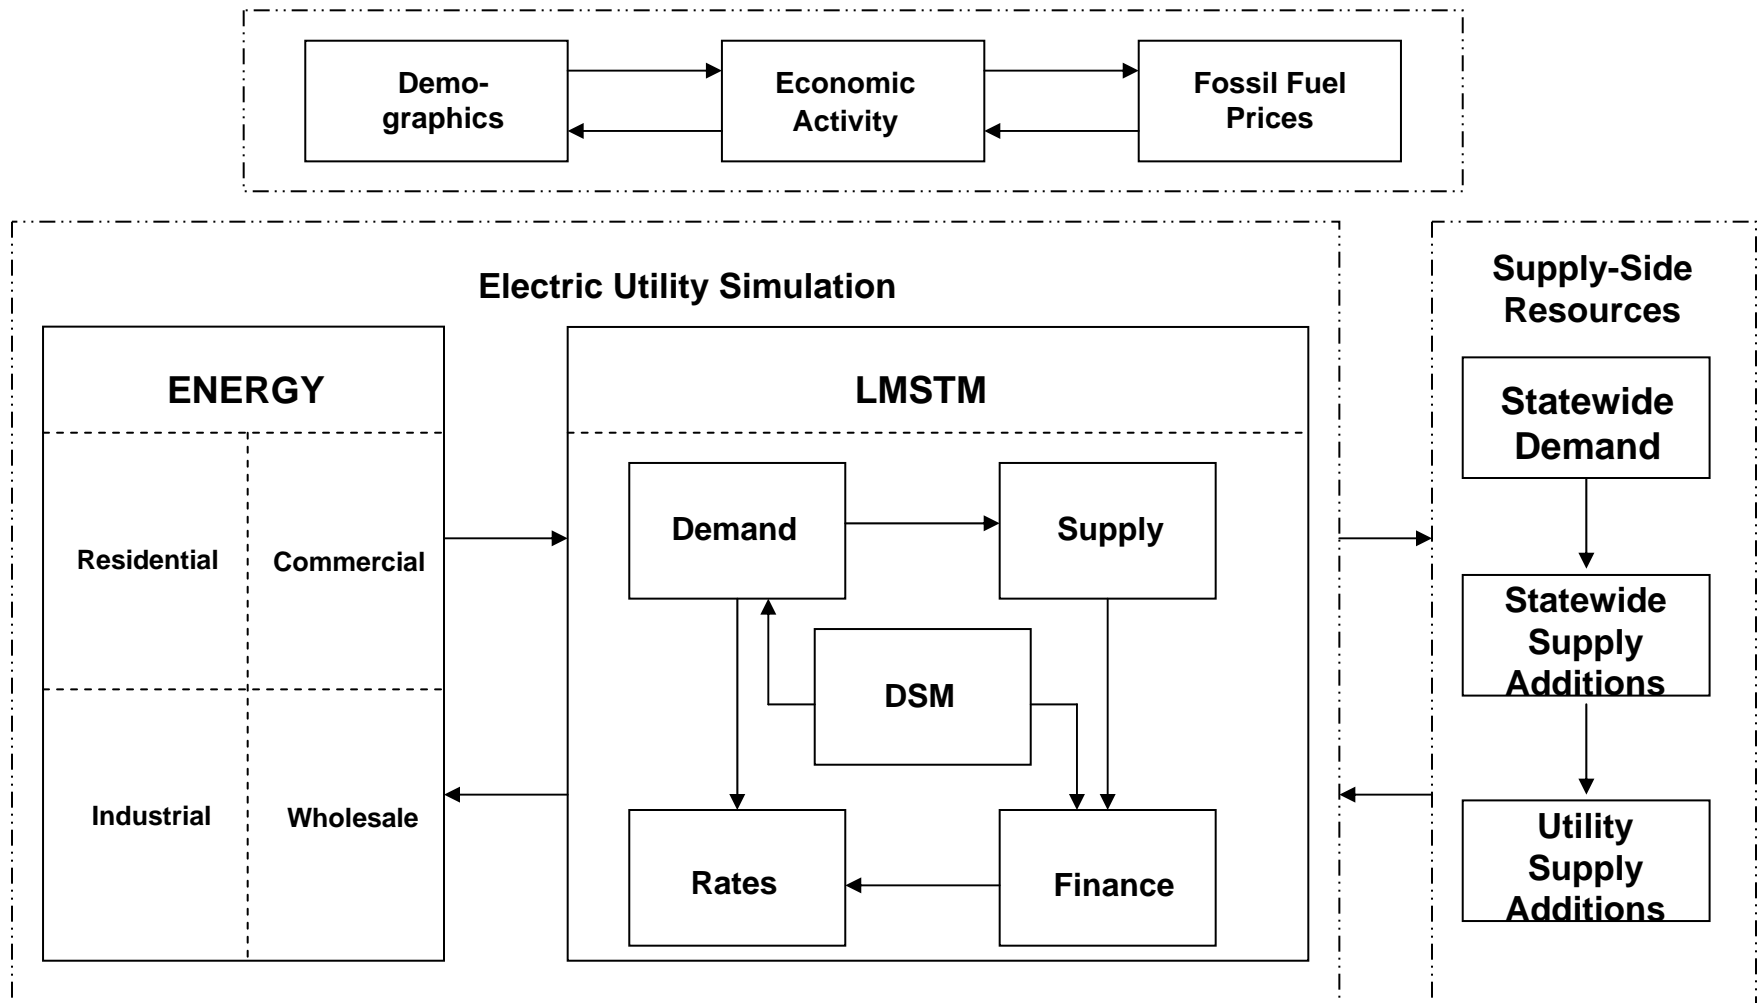 Demo-
graphics
Economic
Activity
Fossil Fuel
Prices
Electric Utility Simulation
ENERGY
Residential
Commercial
Industrial
Wholesale
LMSTM
Demand
Supply
DSM
Rates
Finance
Supply-Side
Resources
Statewide
Demand
Statewide
Supply
Additions
Utility
Supply
Additions